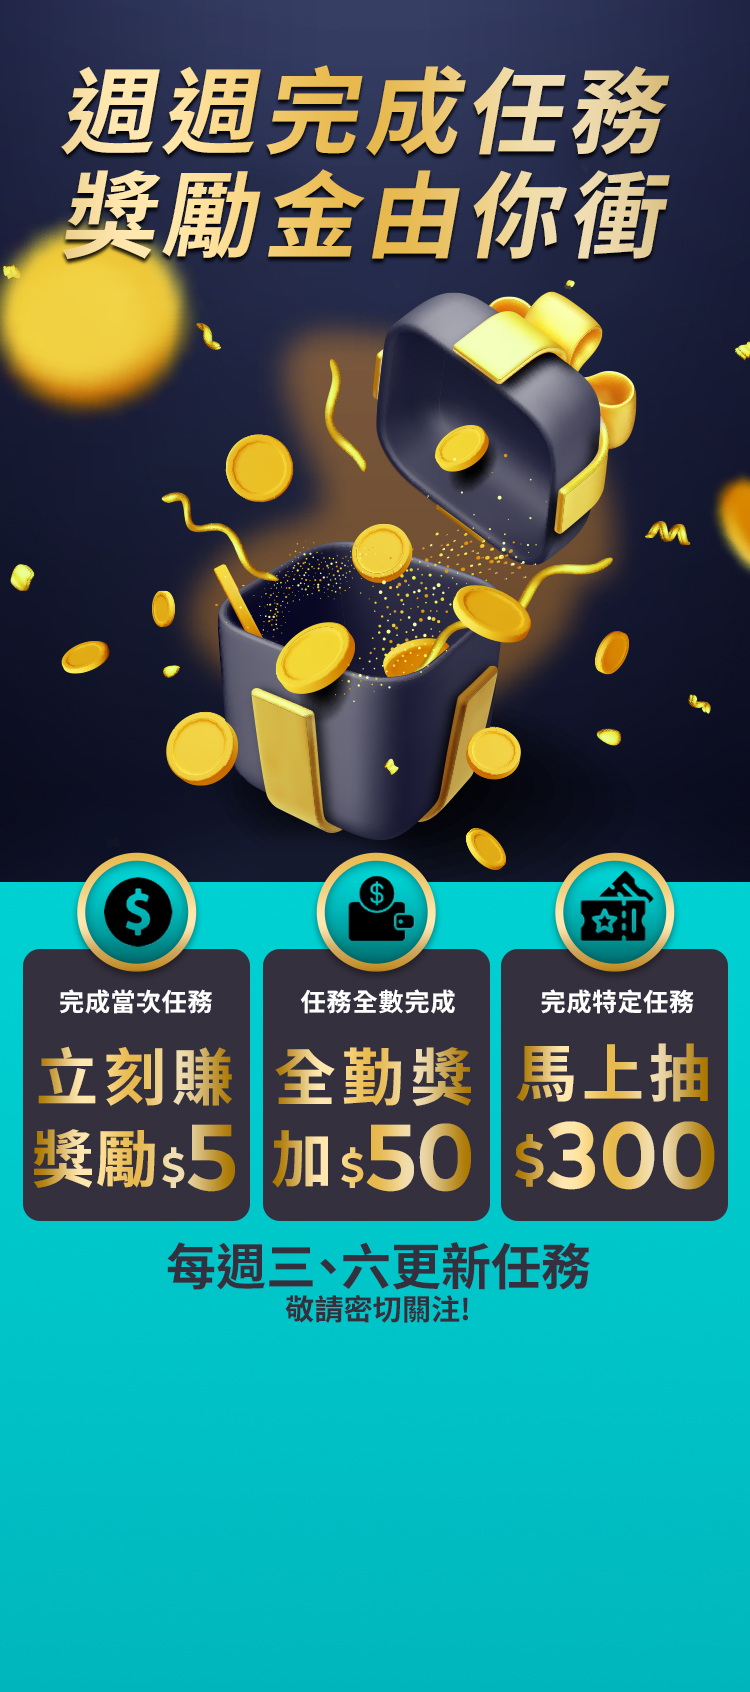 週週完成任務
獎勵金由你衝
完成當次任務
立刻賺
獎勵$5
任務全數完成
全勤獎
加$50
完成特定任務
馬上抽
$300
每週三、六更新任務
敬請密切關注!